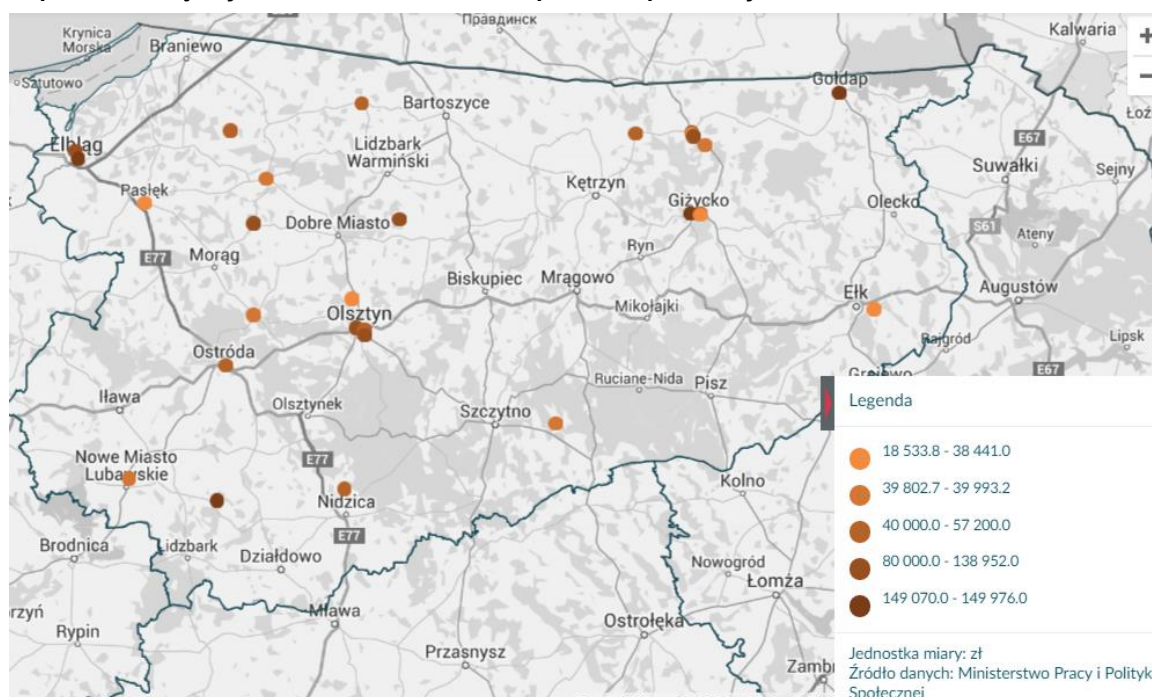 Правдинск
Krynica
Morska
Braniewo
Kalwaria
+
Sztutowo
Gołdap
−
Bartoszyce
Elbląg
Lidzbark
Warmiński
E67
Suwałki
Sejny
Pasłęk
Kętrzyn
Giżycko
Olecko
Dobre Miasto
S61
Ateny
Ryn
E77
Morąg
Biskupiec
Mrągowo
Augustów
Mikołajki
Ełk
Olsztyn
Rajgród
Lipsk
Ostróda
E67
Grajewo
Ruciane-Nida
Pisz
Iława
Olsztynek
Szczytno
Legenda
18 533.8 - 38 441.0
Nowe Miasto
Lubawskie
E77
Kolno
39 802.7 - 39 993.2
Nidzica
40 000.0 - 57 200.0
E77
Brodnica
Lidzbark
Działdowo
Nowogród
80 000.0 - 138 952.0
Łomża
149 070.0 - 149 976.0
Mława
Ostrołęka
Rypin
Przasnysz
Jednostka miary: zł
Źródło danych: Ministerstwo Pracy i Polityk
Społecznej